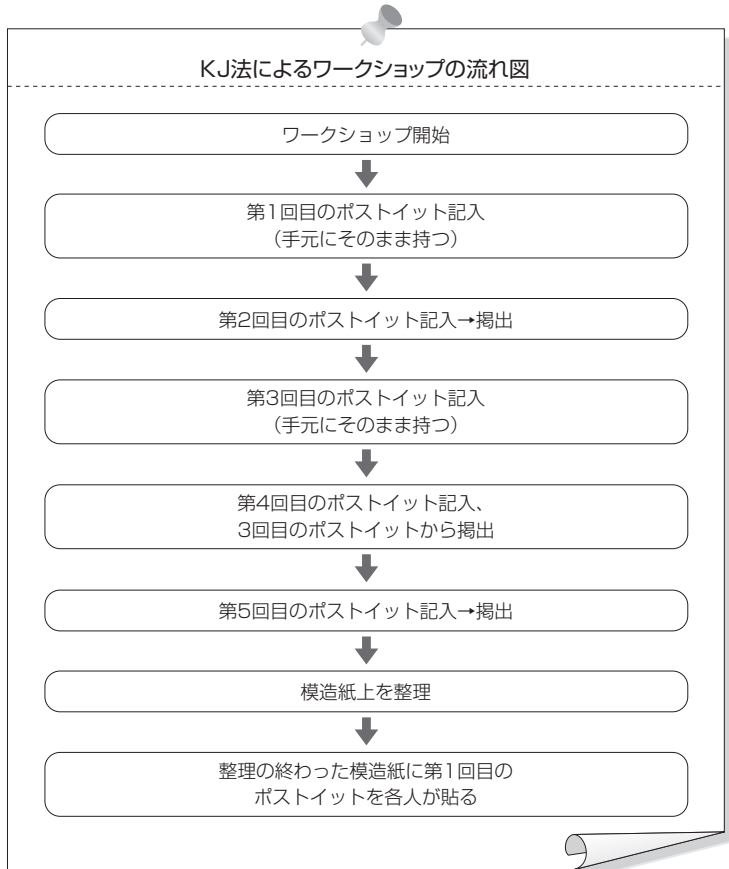 KJ法によるワークショップの流れ図
ワークショップ開始
第1回目のポストイット記入
（手元にそのまま持つ）
第2回目のポストイット記入→掲出
第3回目のポストイット記入
（手元にそのまま持つ）
第4回目のポストイット記入、
3回目のポストイットから掲出
第5回目のポストイット記入→掲出
模造紙上を整理
整理の終わった模造紙に第1回目の
ポストイットを各人が貼る